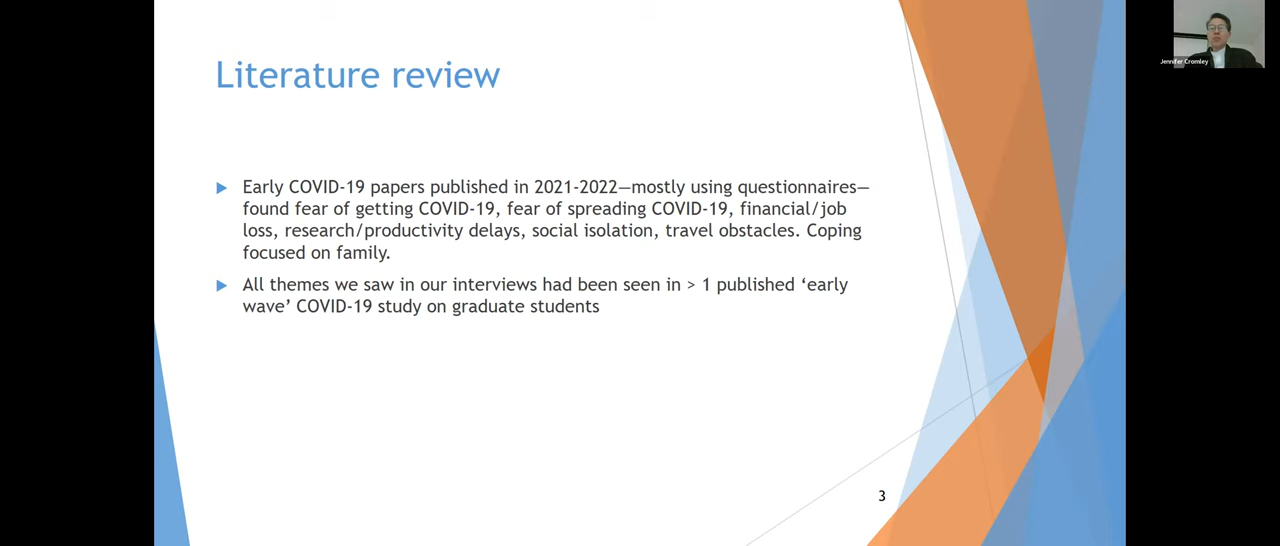 Literature review
Early COVID-19 papers published in 2021-2022—mostly using questionnaires—
found fear of getting COVID-19, fear of spreading COVID-19, financial/job
loss, research/productivity delays, social isolation, travel obstacles. Coping
focused on family.
All themes we saw in our interviews had been seen in > 1 published ‘early
wave’ COVID-19 study on graduate students
3
Jennifer Cromley